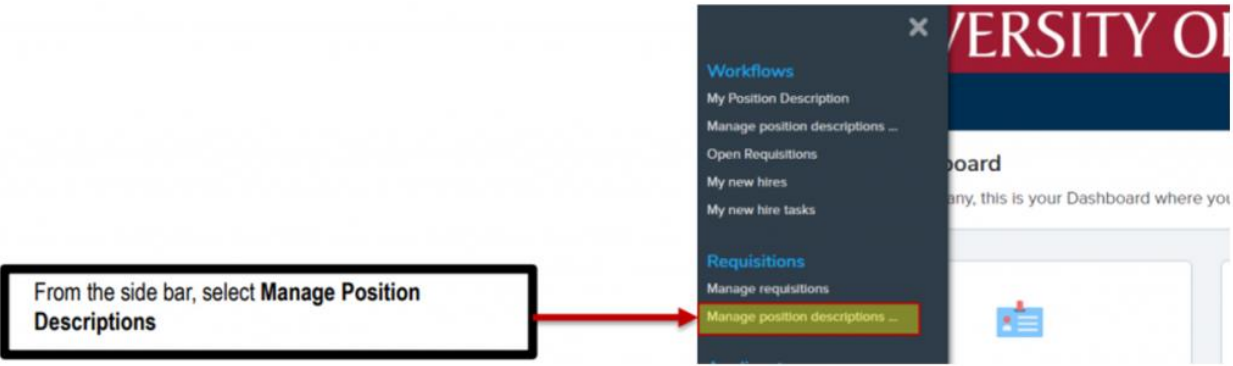 VERSITY O
Workflows
My Position Description
Manage position descriptions ...
Open Requisitions
My new hires
My new hire tasks
oard
any, this is your Dashboard where you
Requisitions
Manage requisitions
Manage position descriptions ...
From the side bar, select Manage Position
Descriptions